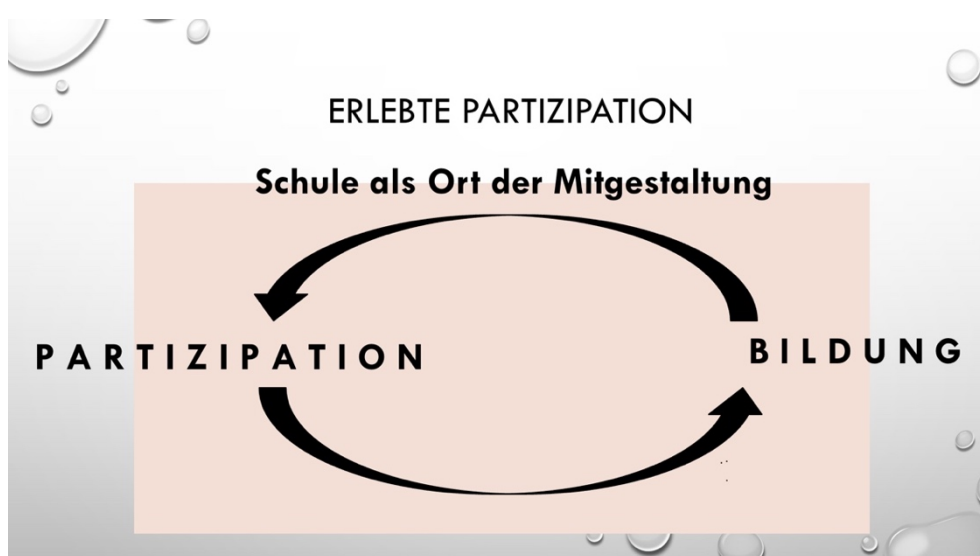 ERLEBTE PARTIZIPATION
Schule als Ort der Mitgestaltung
PARTIZIPATION
BILDUNG